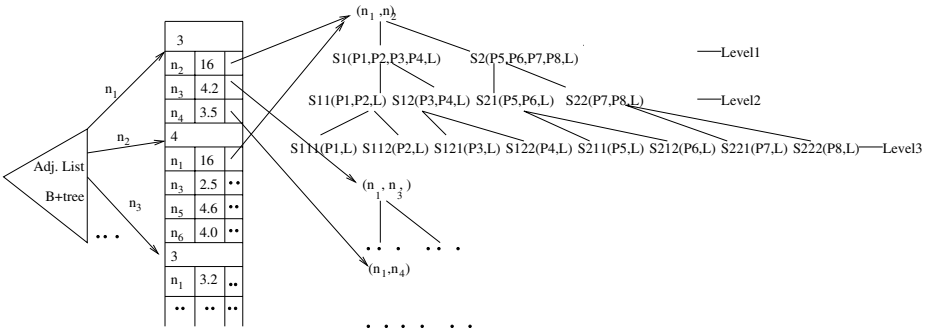 (n1 ,n2)
3
n2 16
S1(P1,P2,P3,P4,L) S2(P5,P6,P7,P8,L) Level1
n1
n3 4.2
n4 3.5
S11(P1,P2,L) S12(P3,P4,L) S21(P5,P6,L) S22(P7,P8,L) Level2
n2
4
S111(P1,L) S112(P2,L) S121(P3,L) S122(P4,L) S211(P5,L) S212(P6,L) S221(P7,L) S222(P8,L) Level3
n1 16
Adj. List
B+tree
n3 2.5 ..
(n1 , n3 , )
n3
n5 4.6 ..
n6 4.0 ..
. . .
3
.. . .. .
(n1,n4)
n1 3.2 ..
.. .. ..
. . . . . .